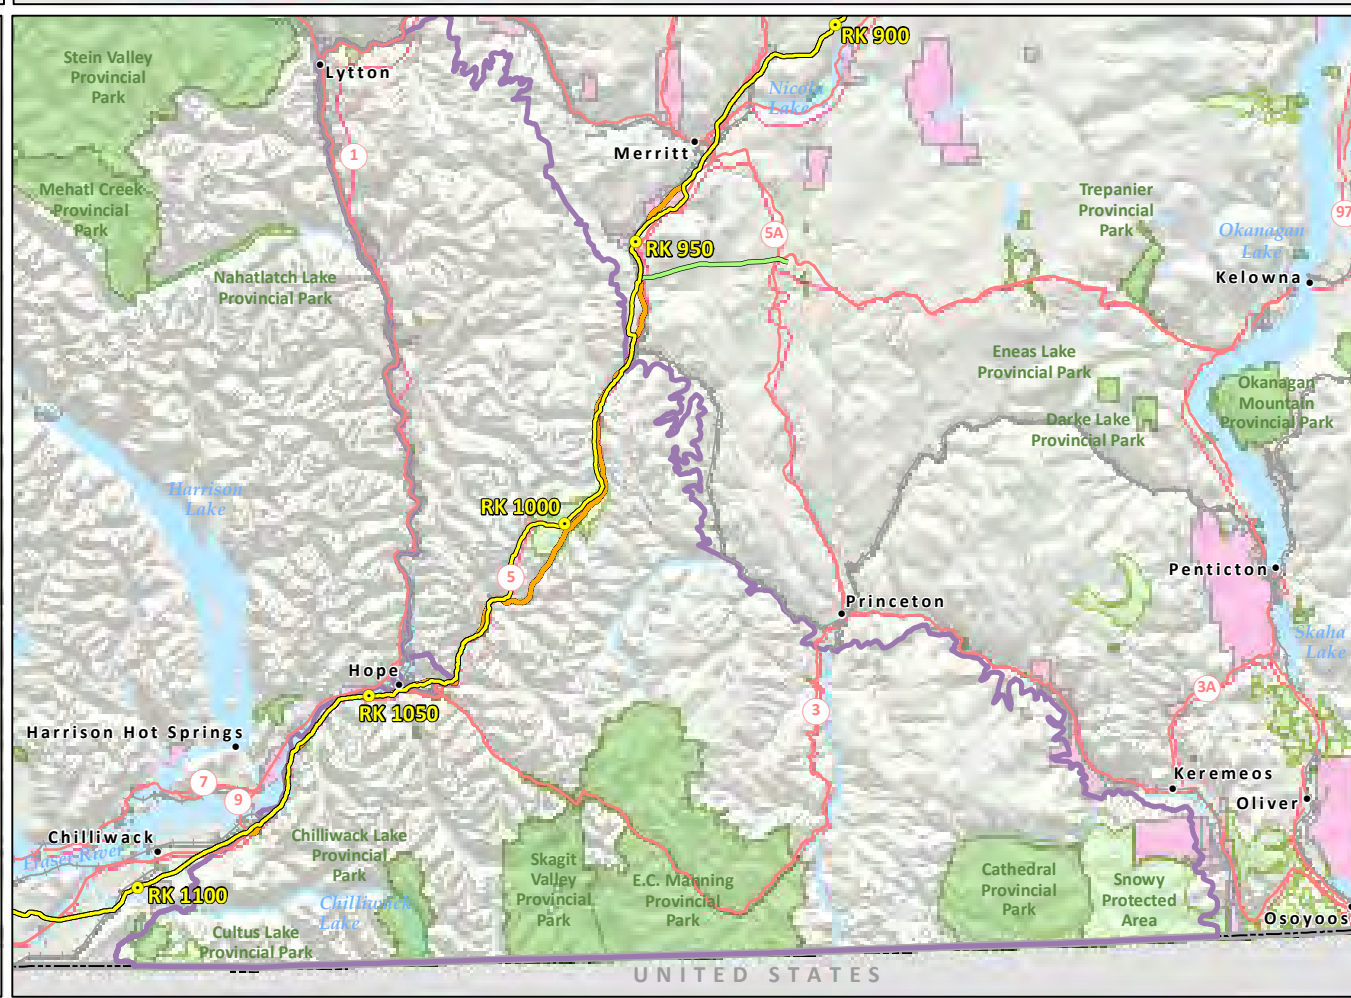 RK 900
Stein Valley
Provincial
Park
Lytton
Nicola
Lake
Merritt
1
Mehatl Creek
Provincial
Park
Trepanier
Provincial
Park
97
5A
Okanagan
Lake
RK 950
Kelowna
Nahatlatch Lake
Provincial Park
Eneas Lake
Provincial Park
Okanagan
Mountain
Provincial Park
Darke Lake
Provincial Park
Harrison
Lake
RK 1000
5
Penticton
Princeton
Skaha
Lake
Hope
3A
RK 1050
3
Harrison Hot Springs
7
9
Keremeos
Oliver
Chilliwack
Fraser River
Chilliwack Lake
Provincial
Park
Skagit
Valley
Provincial
Park
E.C. Manning
Provincial
Park
Cathedral
Provincial
Park
Snowy
Protected
Area
RK 1100
Chilliwack
Lake
Osoyoos
Cultus Lake
Provincial Park
UNITED STATES